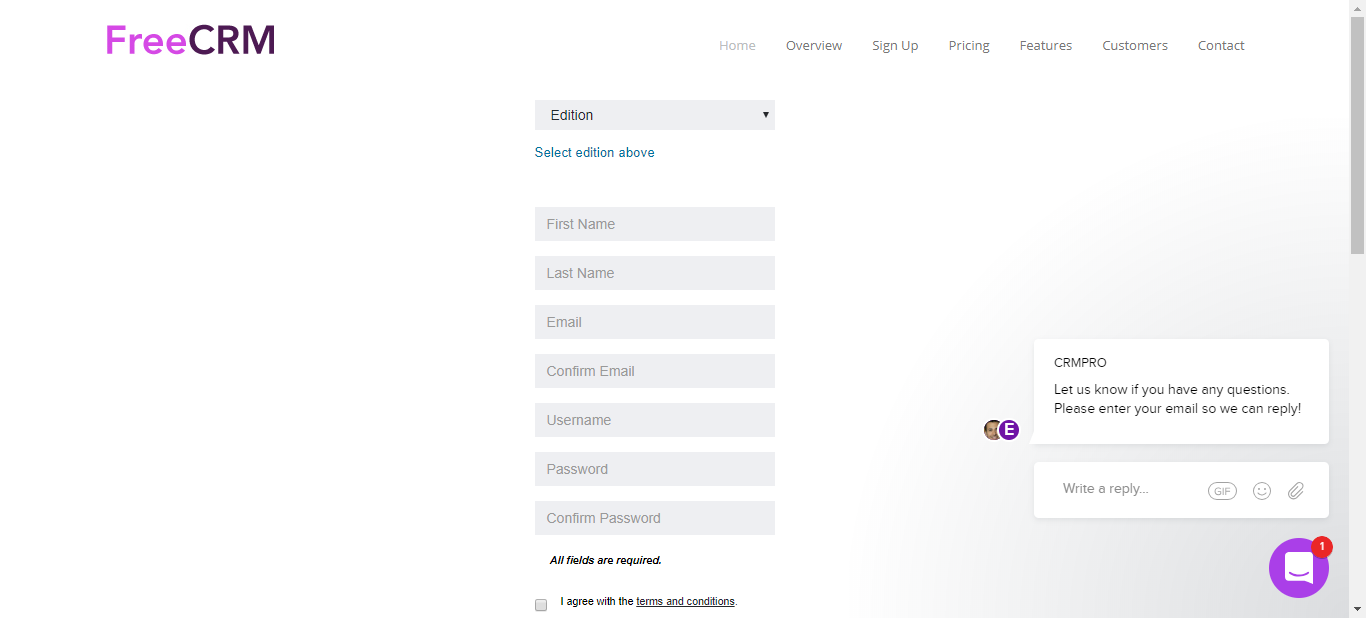 FreeCRM
Home Overview Sign Up Pricing Features Customers Contact
Edition
Select edition above
First Name
Last Name
Email
Confirm Email
Username
Password
Confirm Password
All fields are required.
I agree with the terms and conditions.
CRMPRO
Let us know if you have any questions.
Please enter your email so we can reply!
E
Write a reply...
GIF
1